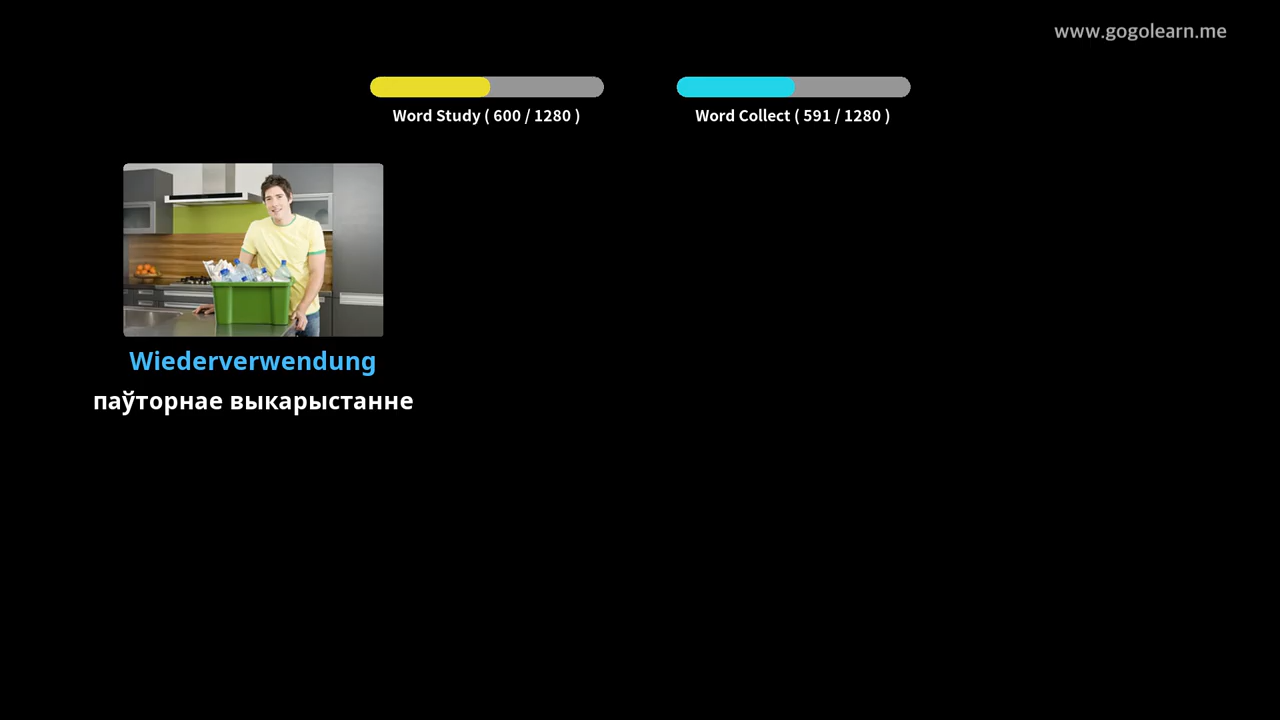 www.gogolearn.me
Word Study ( 600 / 1280 )
Word Collect ( 591 / 1280 )
Wiederverwendung
паўторнае выкарыстанне